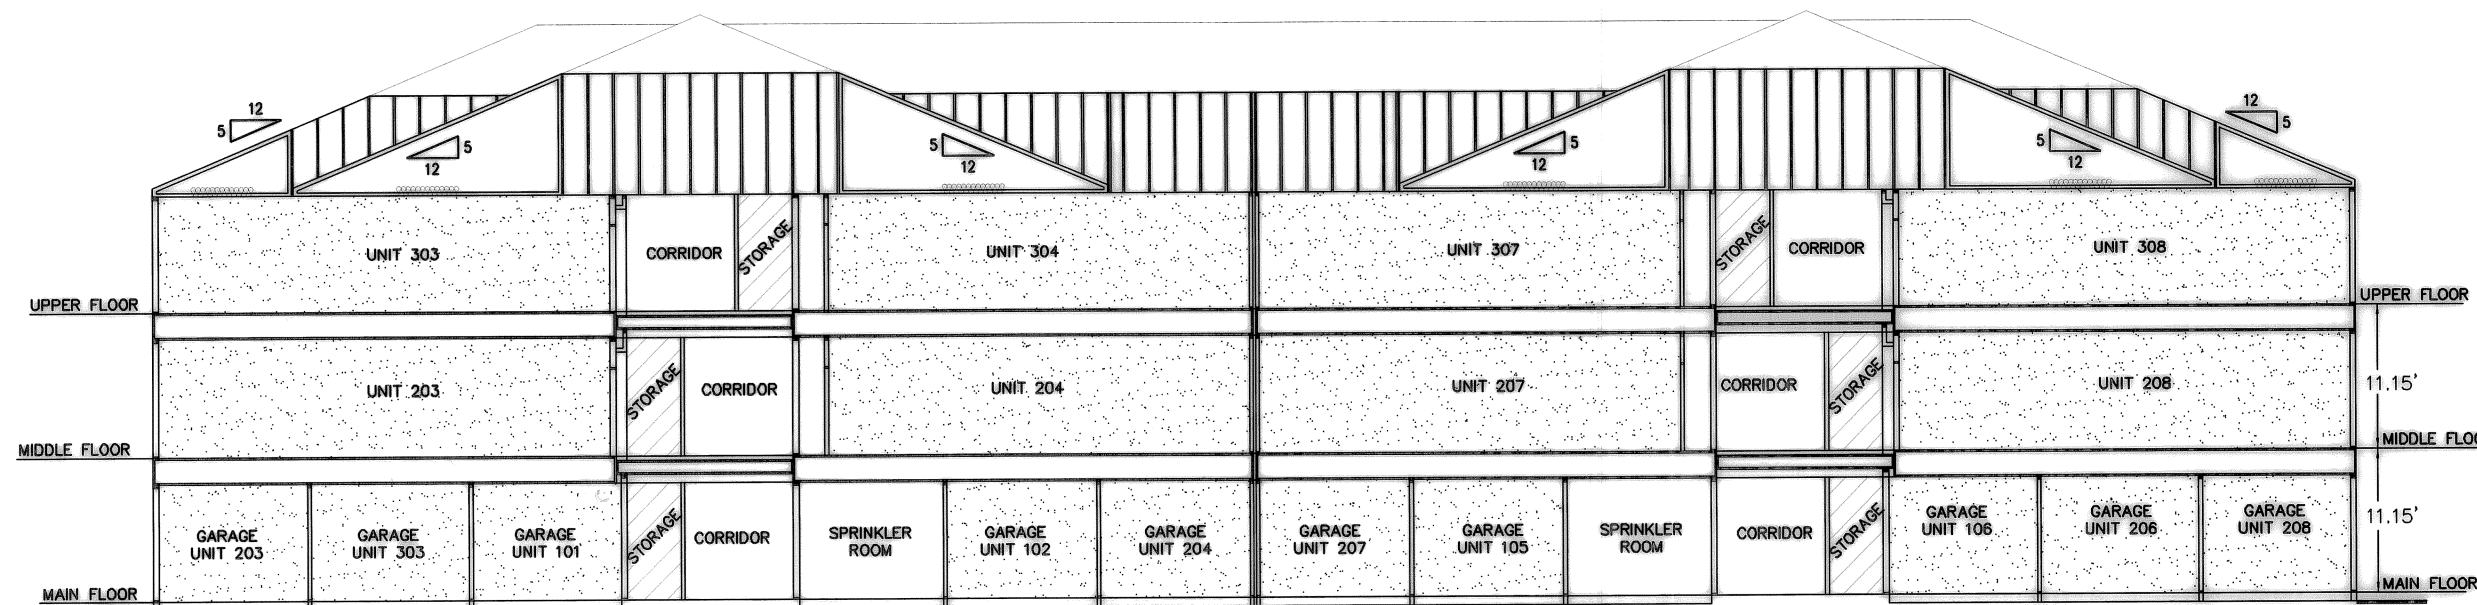 12
5
5
12
5
12
5
12
5
12
12
5
UNIT 303
CORRIDOR
STORAGE
UNIT 304
UNIT 307
STORAGE
CORRIDOR
UNIT 308
UPPER FLOOR
UPPER FLOOR
UNIT 203
STORAGE
CORRIDOR
UNIT 204
UNIT 207
CORRIDOR
STORAGE
UNIT 208
11.15'
MIDDLE FLOOR
MIDDLE FLO
GARAGE
UNIT 203
GARAGE
UNIT 303
GARAGE
UNIT 101
STORAGE
CORRIDOR
SPRINKLER
ROOM
GARAGE
UNIT 102
GARAGE
UNIT 204
GARAGE
UNIT 207
GARAGE
UNIT 105
SPRINKLER
ROOM
CORRIDOR
STORAGE
GARAGE
UNIT 106
GARAGE
UNIT 206
GARAGE
UNIT 208
11.15'
MAIN FLOOR
MAIN FLOOR